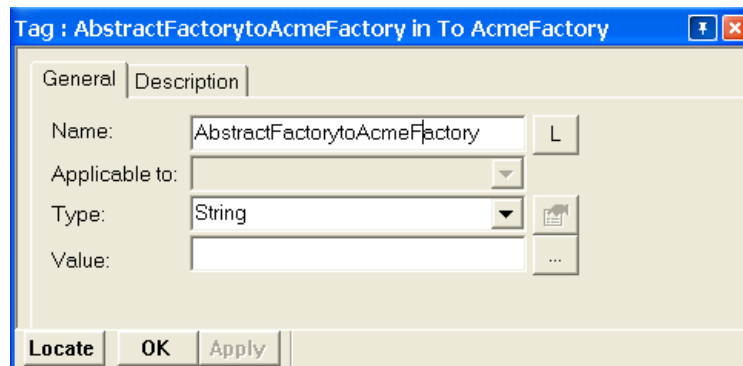 Tag : AbstractFactorytoAcmeFactory in To AcmeFactory
General Description
Name: AbstractFactorytoAcmeFactory L
Applicable to:
Type: String
Value: ...
Locate OK Apply